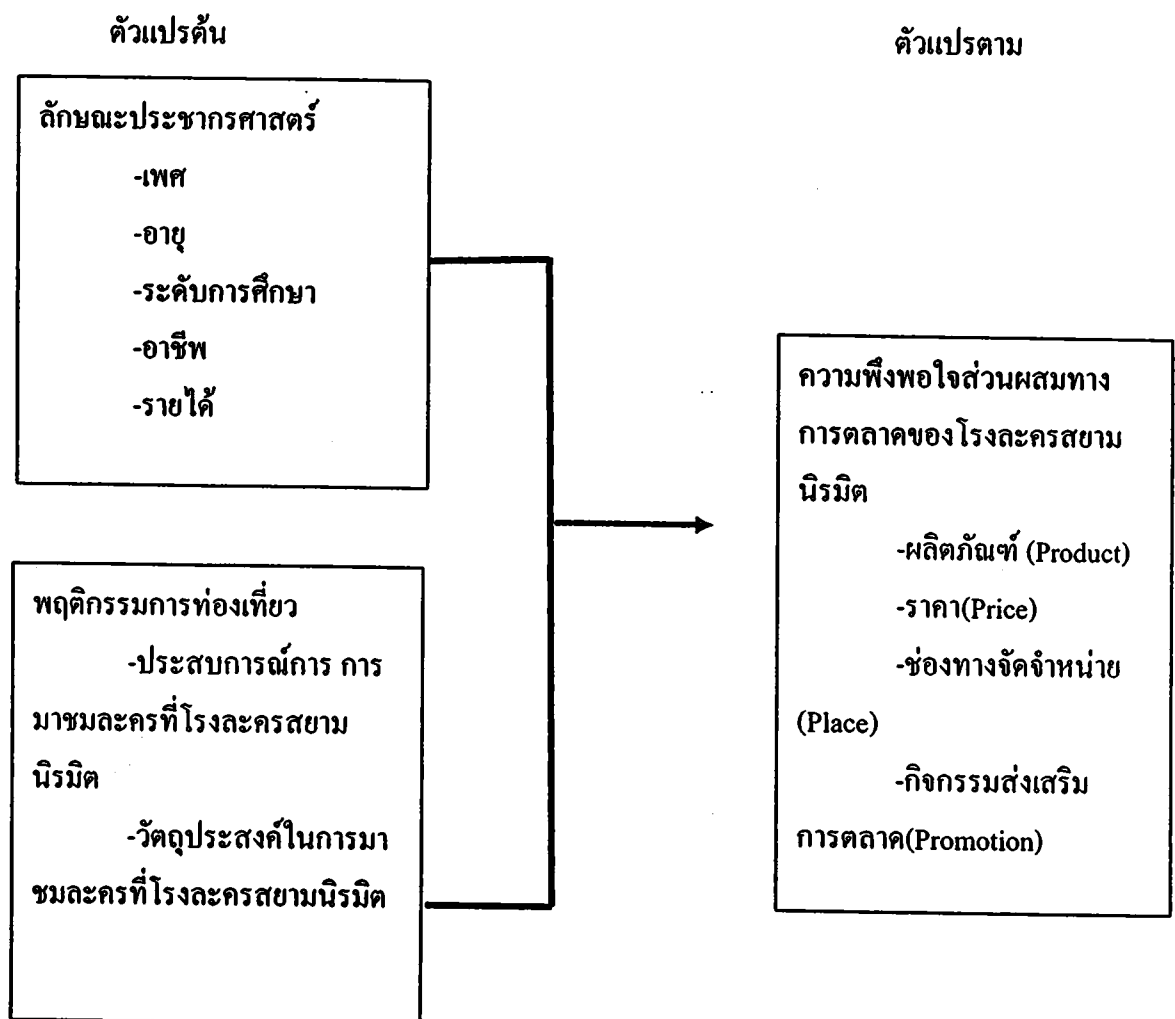 ตัวแปรต้น
ตัวแปรตาม
ลักษณะประชากรศาสตร์
-เพศ
-อายุ
-ระดับการศึกษา
-อาชีพ
-รายได้
พฤติกรรมการท่องเที่ยว
-ประสบการณ์การ การ
มาชมละครที่โรงละครสยาม
นิรมิต
-วัตถุประสงค์ในการมา
ชมละครที่โรงละครสยามนิรมิต
ความพึงพอใจส่วนผสมทาง
การตลาดของโรงละครสยาม
นิรมิต
-ผลิตภัณฑ์ (Product)
-ราคา(Price)
-ช่องทางจัดจำหน่าย
(Place)
-กิจกรรมส่งเสริม
การตลาด(Promotion)